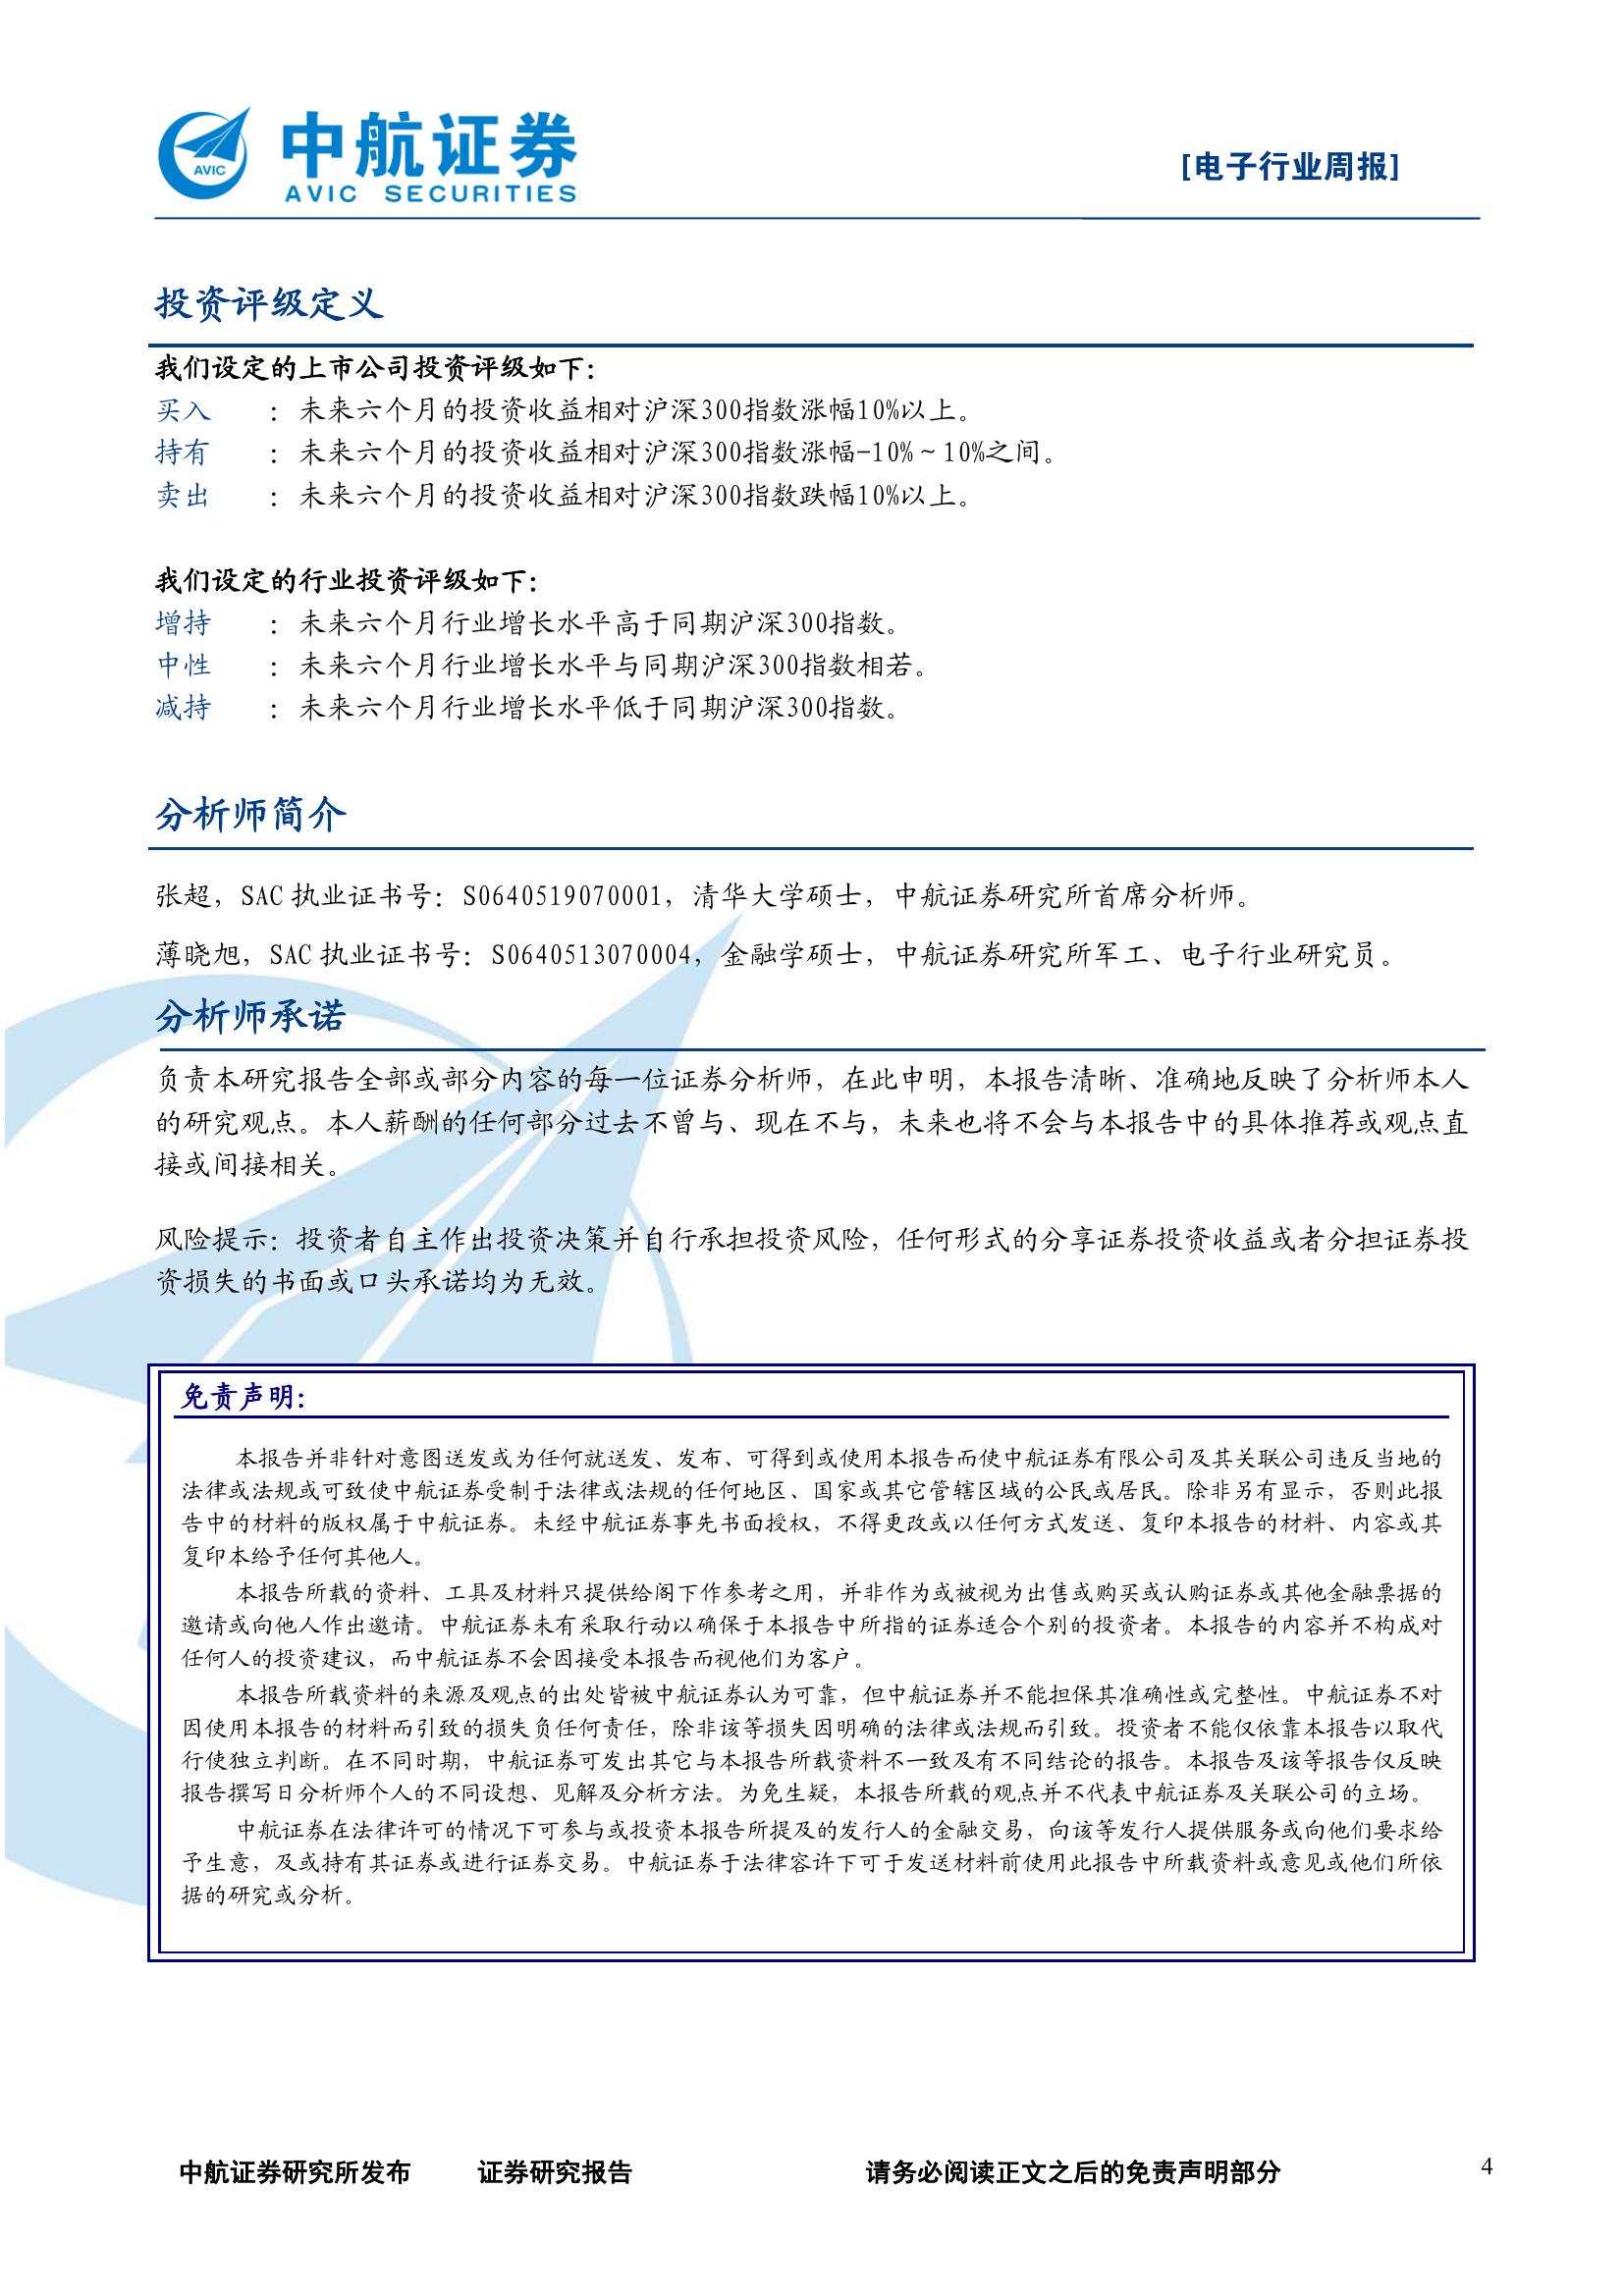 AVIC
中航证券
AVIC SECURITIES
[电子行业周报]
投资评级定义
我们设定的上市公司投资评级如下：
买入 ：未来六个月的投资收益相对沪深300指数涨幅10%以上。
持有 ：未来六个月的投资收益相对沪深300指数涨幅-10%～10%之间。
卖出 ：未来六个月的投资收益相对沪深300指数跌幅10%以上。
我们设定的行业投资评级如下：
增持 ：未来六个月行业增长水平高于同期沪深300指数。
中性 ：未来六个月行业增长水平与同期沪深300指数相若。
减持 ：未来六个月行业增长水平低于同期沪深300指数。
分析师简介
张超，SAC 执业证书号：S0640519070001，清华大学硕士，中航证券研究所首席分析师。
薄晓旭，SAC 执业证书号：S0640513070004，金融学硕士，中航证券研究所军工、电子行业研究员。
分析师承诺
负责本研究报告全部或部分内容的每一位证券分析师，在此申明，本报告清晰、准确地反映了分析师本人
的研究观点。本人薪酬的任何部分过去不曾与、现在不与，未来也将不会与本报告中的具体推荐或观点直
接或间接相关。
风险提示：投资者自主作出投资决策并自行承担投资风险，任何形式的分享证券投资收益或者分担证券投
资损失的书面或口头承诺均为无效。
免责声明：
本报告并非针对意图送发或为任何就送发、发布、可得到或使用本报告而使中航证券有限公司及其关联公司违反当地的
法律或法规或可致使中航证券受制于法律或法规的任何地区、国家或其它管辖区域的公民或居民。除非另有显示，否则此报
告中的材料的版权属于中航证券。未经中航证券事先书面授权，不得更改或以任何方式发送、复印本报告的材料、内容或其
复印本给予任何其他人。
本报告所载的资料、工具及材料只提供给阁下作参考之用，并非作为或被视为出售或购买或认购证券或其他金融票据的
邀请或向他人作出邀请。中航证券未有采取行动以确保于本报告中所指的证券适合个别的投资者。本报告的内容并不构成对
任何人的投资建议，而中航证券不会因接受本报告而视他们为客户。
本报告所载资料的来源及观点的出处皆被中航证券认为可靠，但中航证券并不能担保其准确性或完整性。中航证券不对
因使用本报告的材料而引致的损失负任何责任，除非该等损失因明确的法律或法规而引致。投资者不能仅依靠本报告以取代
行使独立判断。在不同时期，中航证券可发出其它与本报告所载资料不一致及有不同结论的报告。本报告及该等报告仅反映
报告撰写日分析师个人的不同设想、见解及分析方法。为免生疑，本报告所载的观点并不代表中航证券及关联公司的立场。
中航证券在法律许可的情况下可参与或投资本报告所提及的发行人的金融交易，向该等发行人提供服务或向他们要求给
予生意，及或持有其证券或进行证券交易。中航证券于法律容许下可于发送材料前使用此报告中所载资料或意见或他们所依
据的研究或分析。
中航证券研究所发布 证券研究报告 请务必阅读正文之后的免责声明部分 4